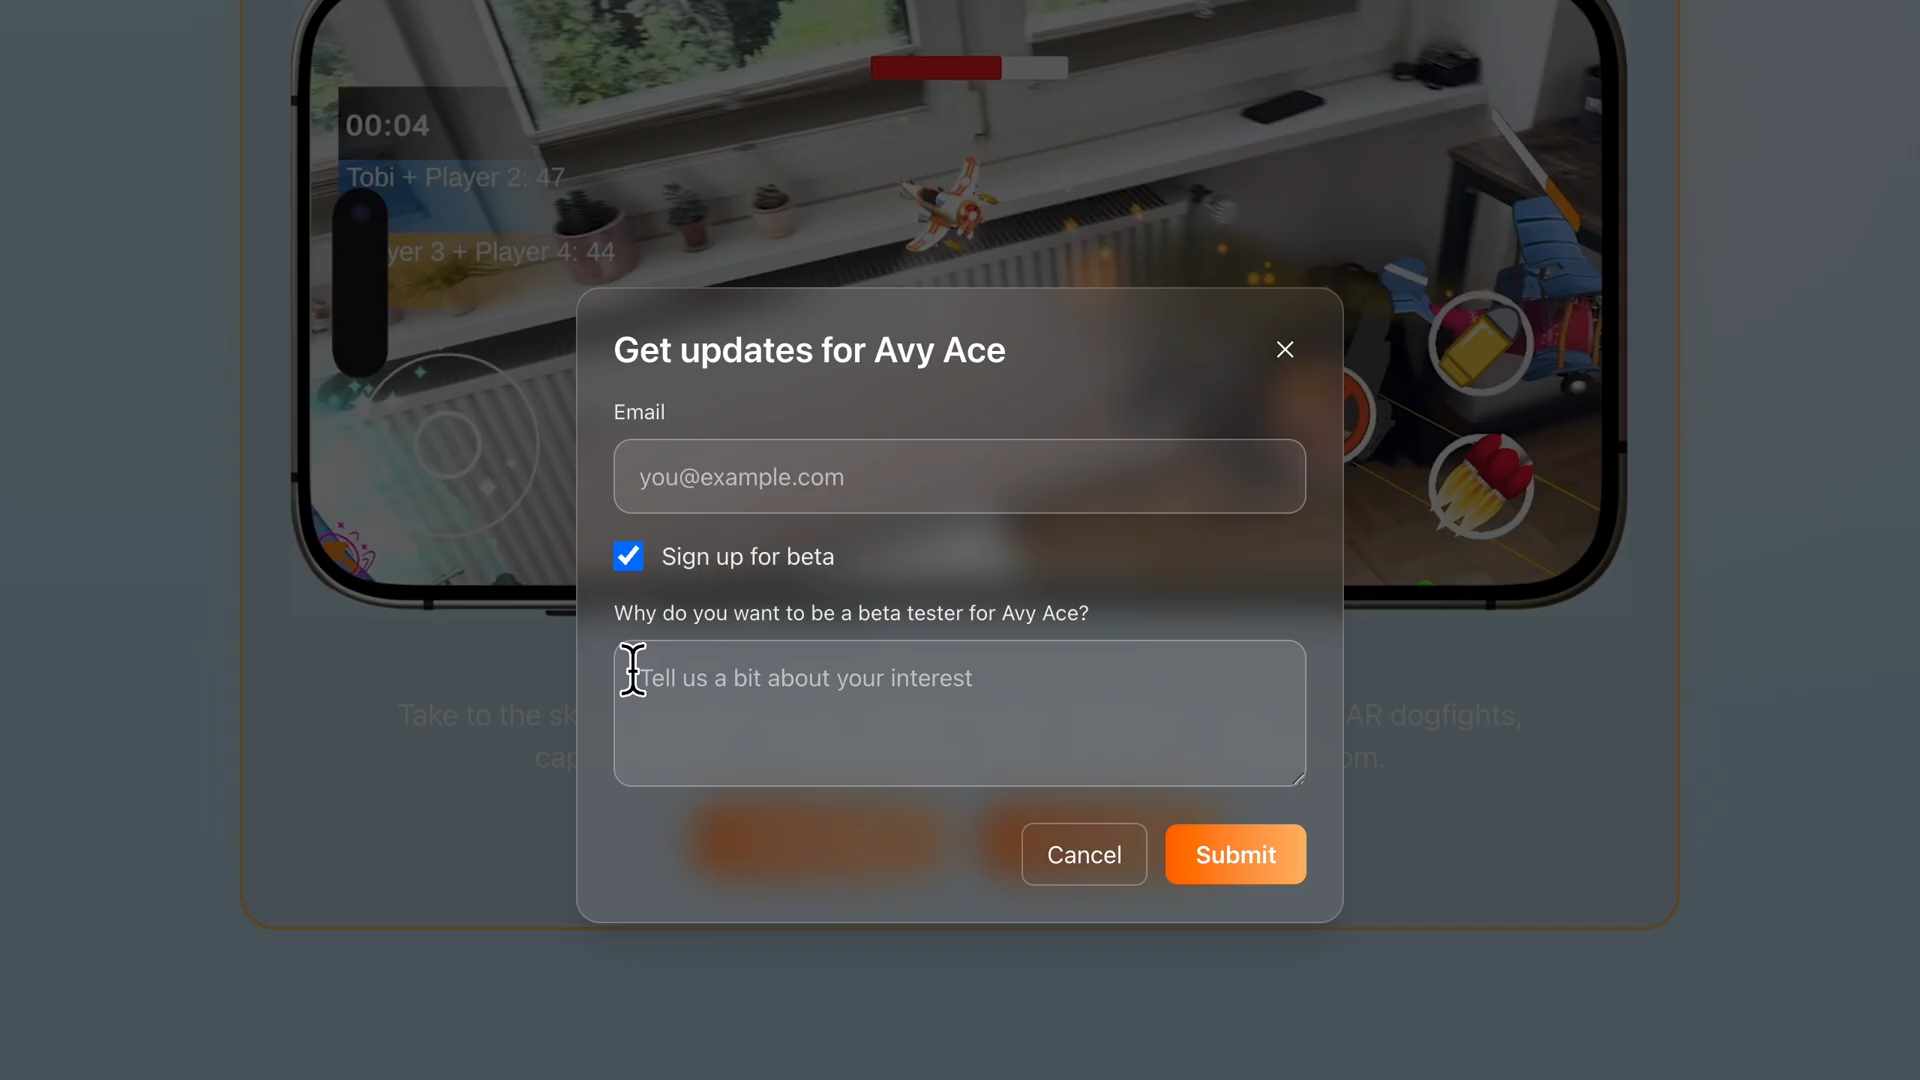 00:04
Tobi + Player 2: 47
yer 3 + Player 4: 44
Get updates for Avy Ace
Email
you@example.com
Sign up for beta
Why do you want to be a beta tester for Avy Ace?
Tell us a bit about your interest
Take to the sk AR dogfights,
cap om.
Cancel
Submit